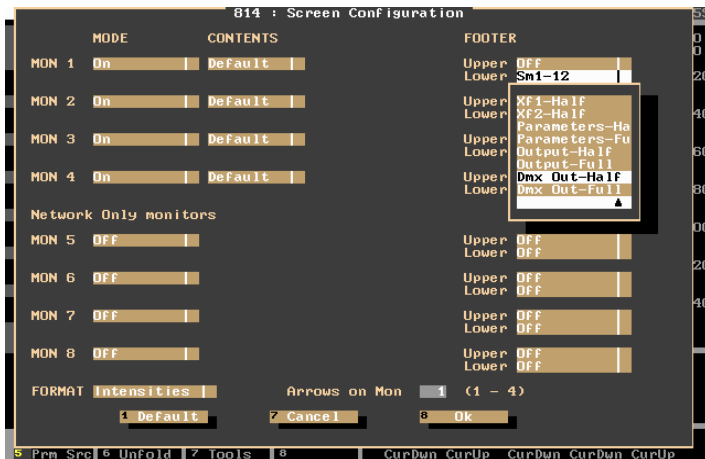 814 : Screen Configuration
MODE CONTENTS FOOTER
MON 1 On Default Upper Off
Lower Sm1-12
MON 2 On Default Upper
Lower
MON 3 On Default Upper
Lower
MON 4 On Default Upper
Lower
Xf1-Half
Xf2-Half
Parameters-Ha
Parameters-Fu
Output-Half
Output-Full
Dmx Out-Half
Dmx Out-Full
Network Only monitors
MON 5 Off Upper Off
Lower Off
MON 6 Off Upper Off
Lower Off
MON 7 Off Upper Off
Lower Off
MON 8 Off Upper Off
Lower Off
FORMAT Intensities Arrows on Mon 1 (1 - 4)
1 Default 7 Cancel 8 Ok
5 Prm Src 6 Unfold 7 Tools 8 CurDwn CurUp CurDwn CurDwn CurUp